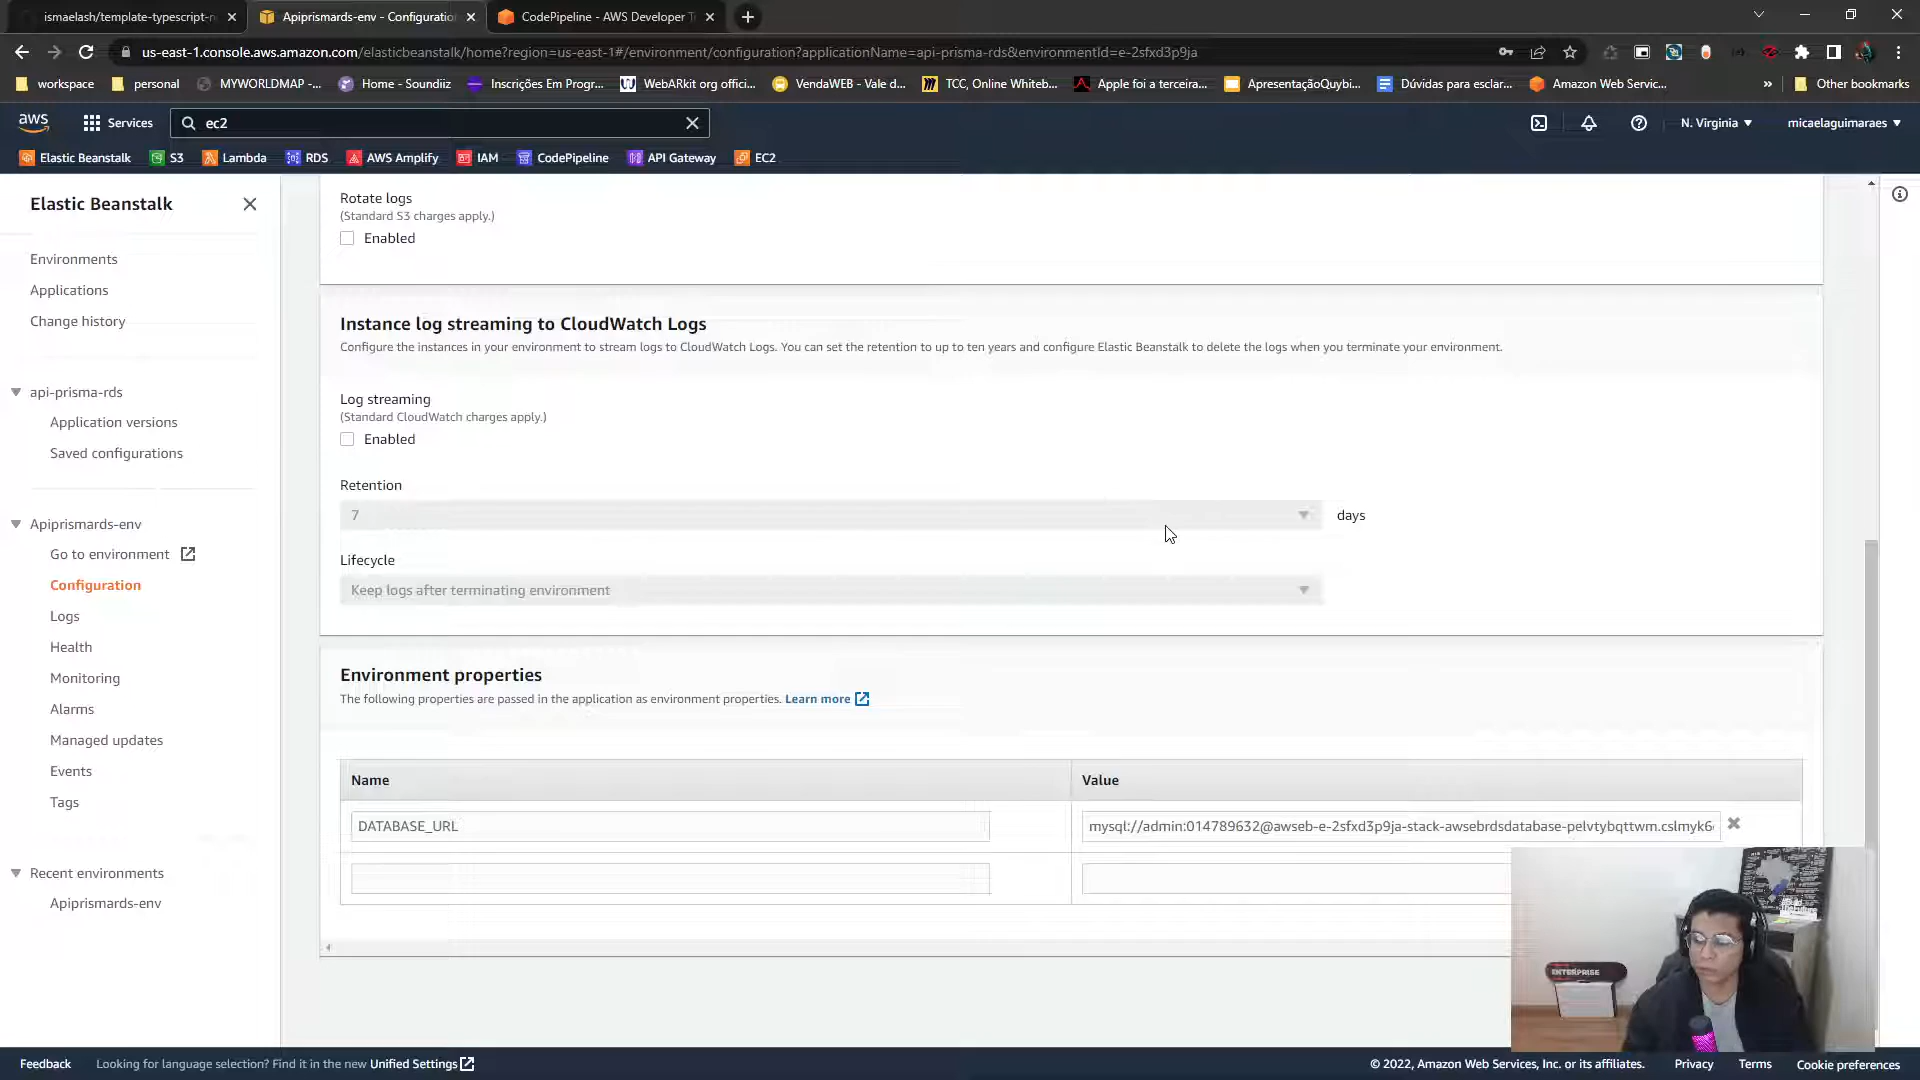 ismaelash/template-typescript-n
Apiprismards-env - Configuratio
CodePipeline - AWS Developer T
us-east-1.console.aws.amazon.com/elasticbeanstalk/home?region=us-east-1#/environment/configuration?applicationName=api-prisma-rds&environmentId=e-2sfxd3p9ja
workspace
personal
MYWORLDMAP -...
Home - Soundiiz
Inscrições Em Progr...
WebARkit org offici...
VendaWEB - Vale d...
TCC, Online Whiteb...
Apple foi a terceira...
ApresentaçãoQuybi...
Dúvidas para esclar...
Amazon Web Servic...
»
Other bookmarks
aws
Services
ec2
N. Virginia
micaelaguimaraes
Elastic Beanstalk
S3
Lambda
RDS
AWS Amplify
IAM
CodePipeline
API Gateway
EC2
Elastic Beanstalk
Environments
Applications
Change history
api-prisma-rds
Application versions
Saved configurations
Apiprismards-env
Go to environment
Configuration
Logs
Health
Monitoring
Alarms
Managed updates
Events
Tags
Recent environments
Apiprismards-env
Rotate logs
(Standard S3 charges apply.)
Enabled
Instance log streaming to CloudWatch Logs
Configure the instances in your environment to stream logs to CloudWatch Logs. You can set the retention to up to ten years and configure Elastic Beanstalk to delete the logs when you terminate your environment.
Log streaming
(Standard CloudWatch charges apply.)
Enabled
Retention
7
days
Lifecycle
Keep logs after terminating environment
Environment properties
The following properties are passed in the application as environment properties. Learn more
Name
Value
DATABASE_URL
mysql://admin:014789632@awseb-e-2sfxd3p9ja-stack-awsebrdsdatabase-pelvtybqttwm.cslmyk6
ENTERPRISE
Feedback
Looking for language selection? Find it in the new Unified Settings
© 2022, Amazon Web Services, Inc. or its affiliates.
Privacy
Terms
Cookie preferences